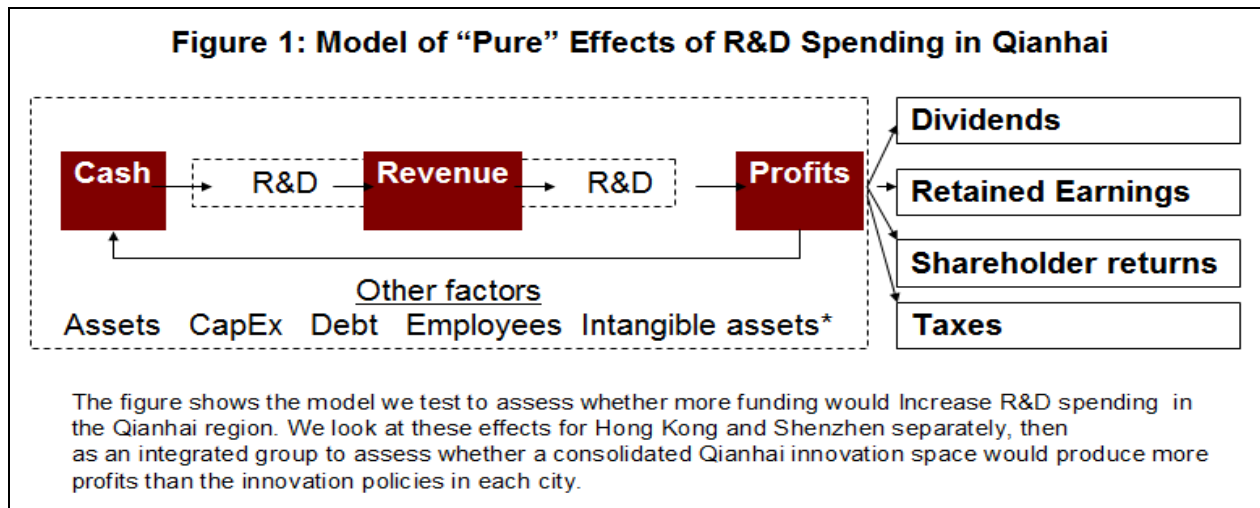 Figure 1: Model of “Pure” Effects of R&D Spending in Qianhai
Cash
R&D
Revenue
R&D
Profits
Dividends
Retained Earnings
Shareholder returns
Taxes
Other factors
Assets CapEx Debt Employees Intangible assets*
The figure shows the model we test to assess whether more funding would Increase R&D spending in
the Qianhai region. We look at these effects for Hong Kong and Shenzhen separately, then
as an integrated group to assess whether a consolidated Qianhai innovation space would produce more
profits than the innovation policies in each city.